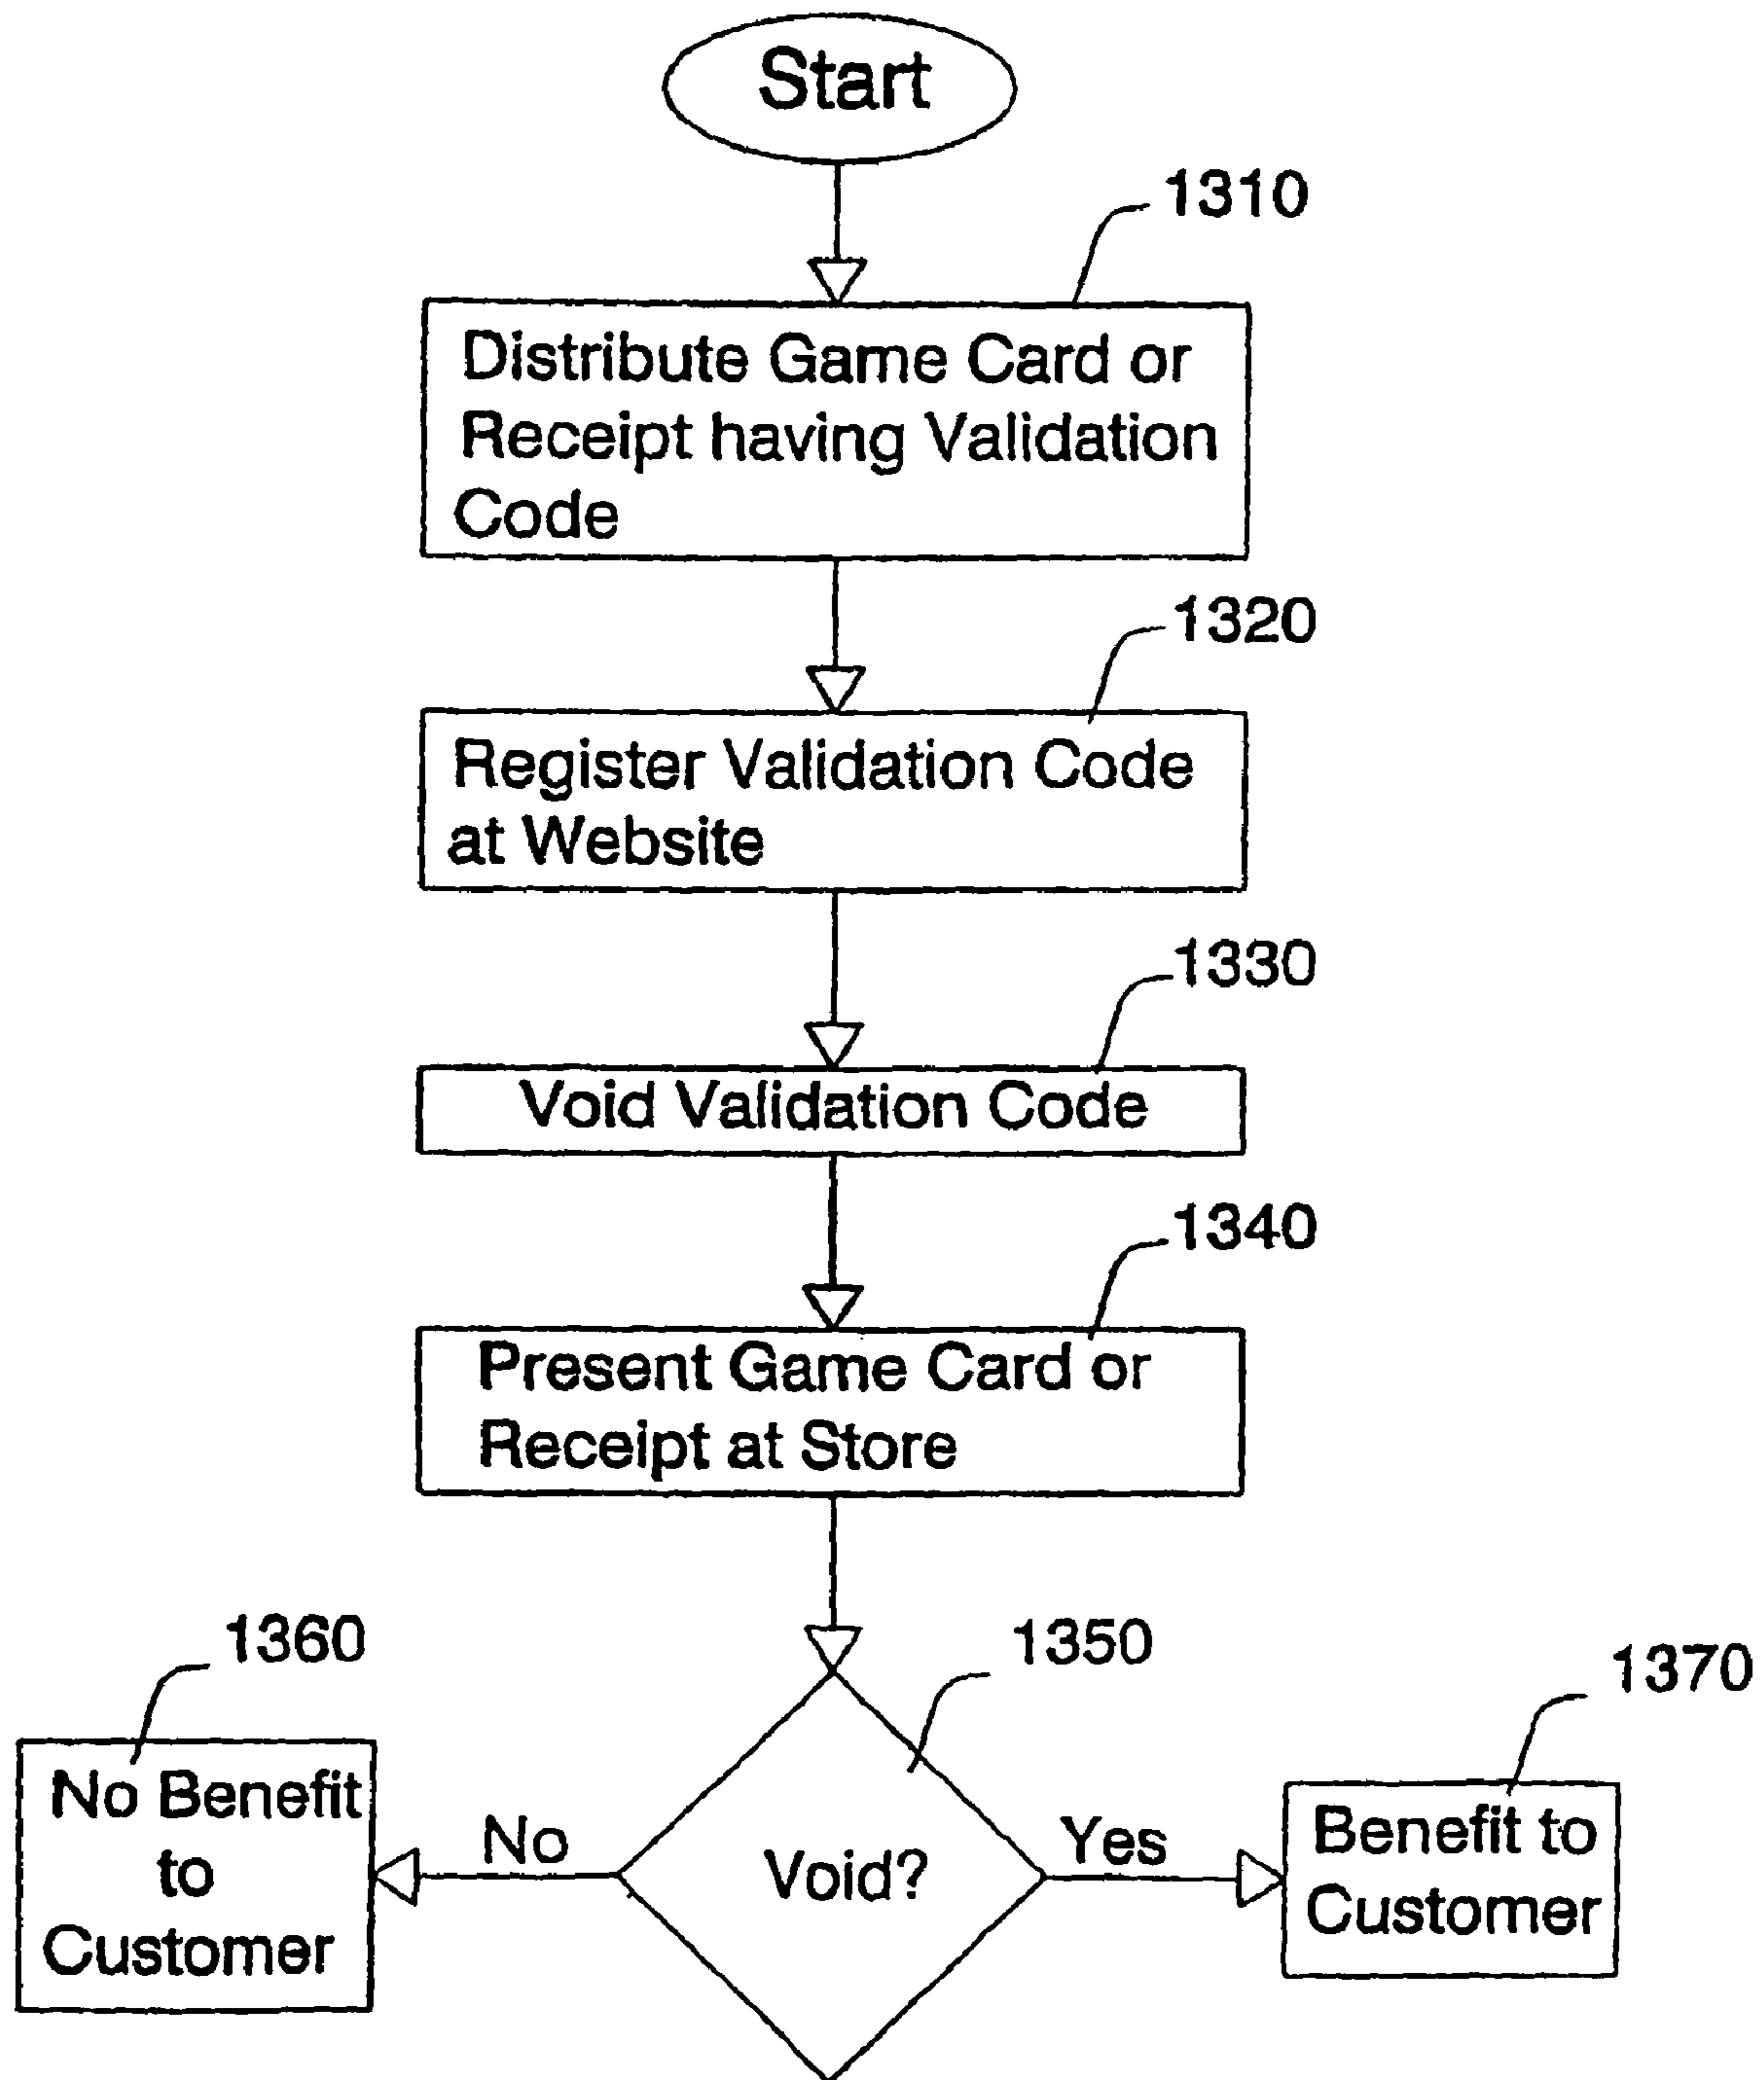 Start
1310
Distribute Game Card or
Receipt having Validation
Code
1320
Register Validation Code
at Website
1330
Void Validation Code
1340
Present Game Card or
Receipt at Store
1360
1350
1370
No Benefit
to
Customer
No
Void?
Yes
Benefit to
Customer